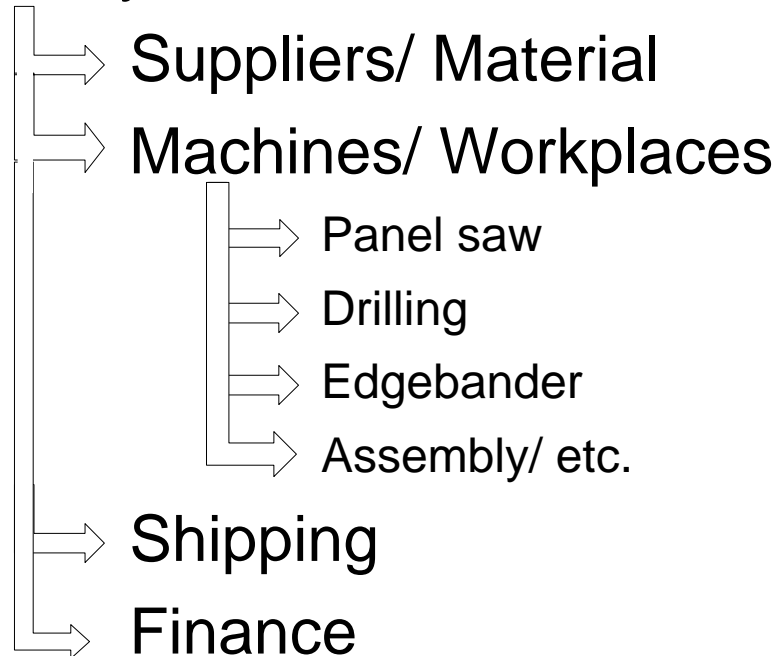 Suppliers/ Material
Machines/ Workplaces
Panel saw
Drilling
Edgebander
Assembly/ etc.
Shipping
Finance